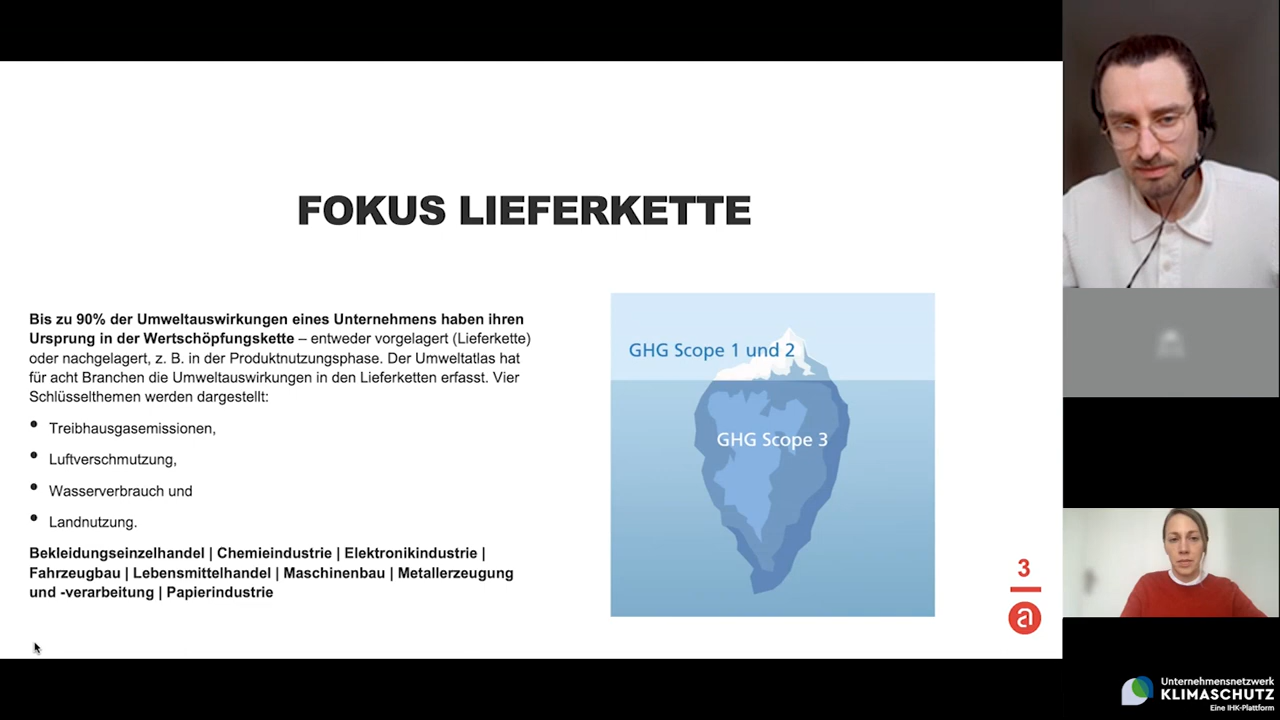 FOKUS LIEFERKETTE
Bis zu 90% der Umweltauswirkungen eines Unternehmens haben ihren
Ursprung in der Wertschöpfungskette – entweder vorgelagert (Lieferkette)
oder nachgelagert, z. B. in der Produktnutzungsphase. Der Umweltatlas hat
für acht Branchen die Umweltauswirkungen in den Lieferketten erfasst. Vier
Schlüsselthemen werden dargestellt:
Treibhausgasemissionen,
Luftverschmutzung,
Wasserverbrauch und
Landnutzung.
Bekleidungseinzelhandel | Chemieindustrie | Elektronikindustrie |
Fahrzeugbau | Lebensmittelhandel | Maschinenbau | Metallerzeugung
und -verarbeitung | Papierindustrie
GHG Scope 1 und 2
GHG Scope 3
3
a
Unternehmensnetzwerk
KLIMASCHUTZ
Eine IHK-Plattform